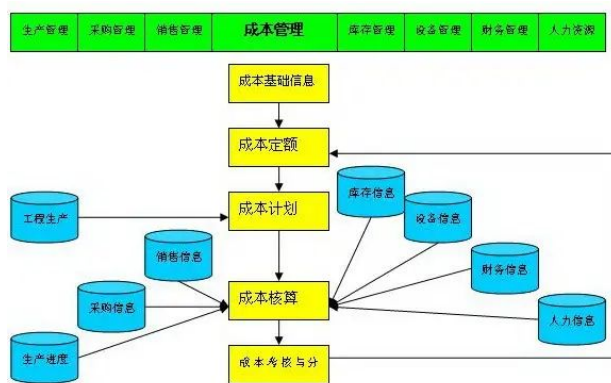 生产管理
采购管理
销售管理
成本管理
库存管理
设备管理
财务管理
人力资源
成本基础信息
成本定额
库存信息
工程生产
成本计划
设备信息
销售信息
财务信息
采购信息
成本核算
人力信息
生产进度
成本考核与分